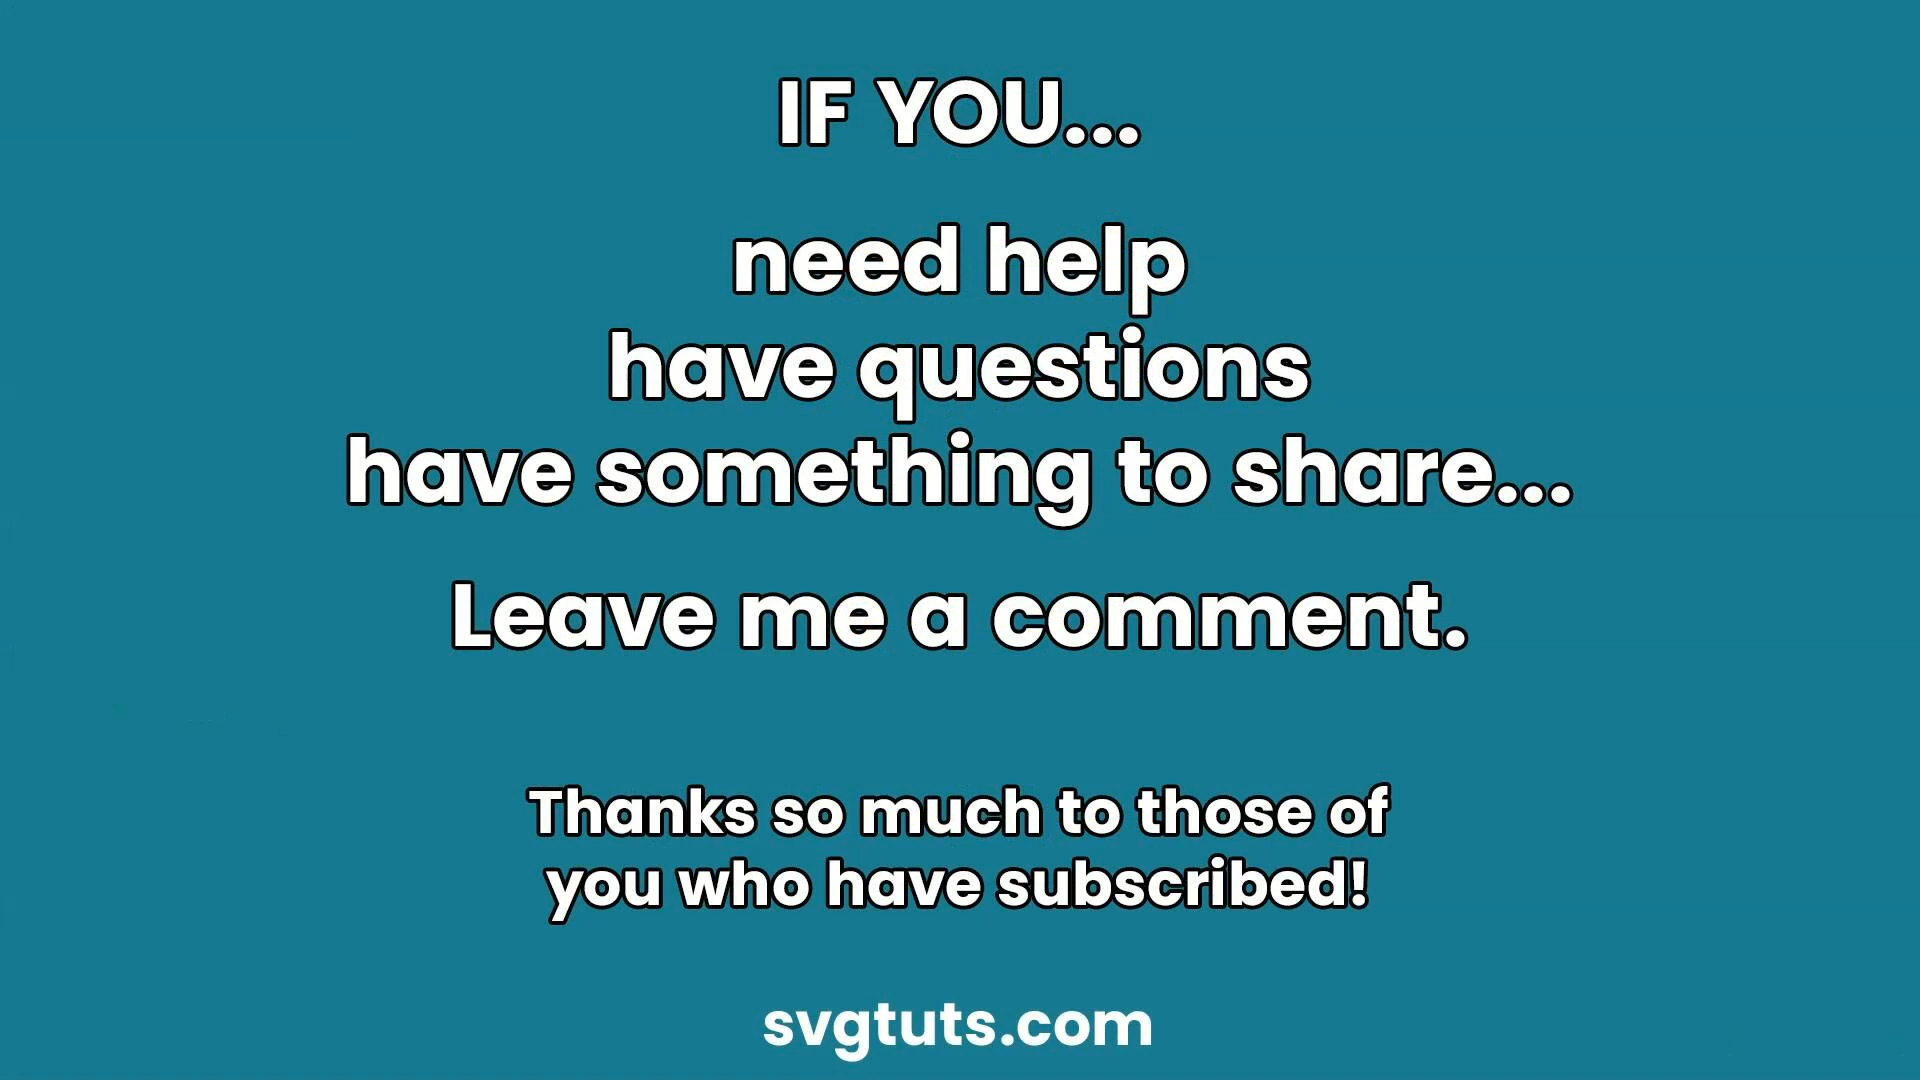 IF YOU...
need help
have questions
have something to share...
Leave me a comment.
Thanks so much to those of
you who have subscribed!
svgtuts.com